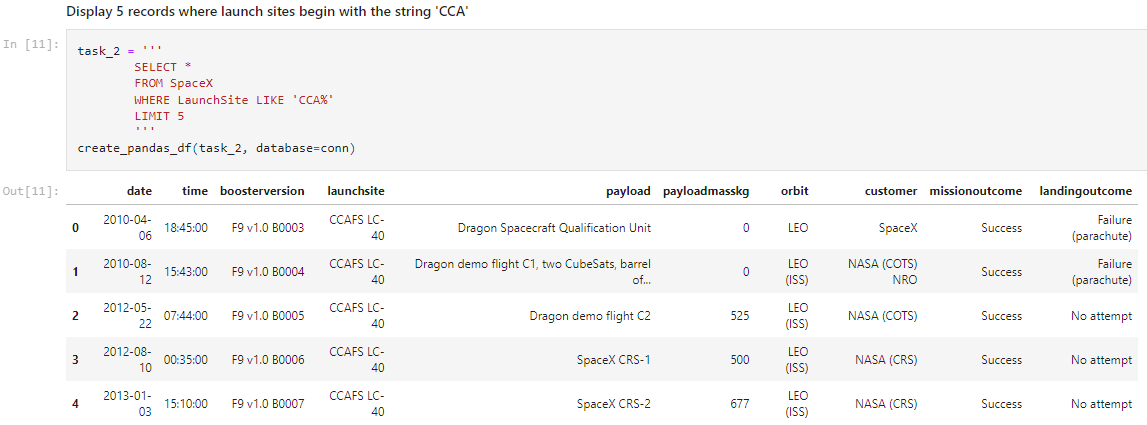 Display 5 records where launch sites begin with the string 'CCA'
In [11]:
task_2 = '''
SELECT *
FROM SpaceX
WHERE LaunchSite LIKE 'CCA%'
LIMIT 5
'''
create_pandas_df(task_2, database=conn)
Out[11]:
date time boosterversion launchsite payload payloadmasskg orbit customer missionoutcome landingoutcome
0 2010-04-06 18:45:00 F9 v1.0 B0003 CCAFS LC-40 Dragon Spacecraft Qualification Unit 0 LEO SpaceX Success Failure (parachute)
1 2010-08-12 15:43:00 F9 v1.0 B0004 CCAFS LC-40 Dragon demo flight C1, two CubeSats, barrel of... 0 LEO (ISS) NASA (COTS) NRO Success Failure (parachute)
2 2012-05-22 07:44:00 F9 v1.0 B0005 CCAFS LC-40 Dragon demo flight C2 525 LEO (ISS) NASA (COTS) Success No attempt
3 2012-08-10 00:35:00 F9 v1.0 B0006 CCAFS LC-40 SpaceX CRS-1 500 LEO (ISS) NASA (CRS) Success No attempt
4 2013-01-03 15:10:00 F9 v1.0 B0007 CCAFS LC-40 SpaceX CRS-2 677 LEO (ISS) NASA (CRS) Success No attempt